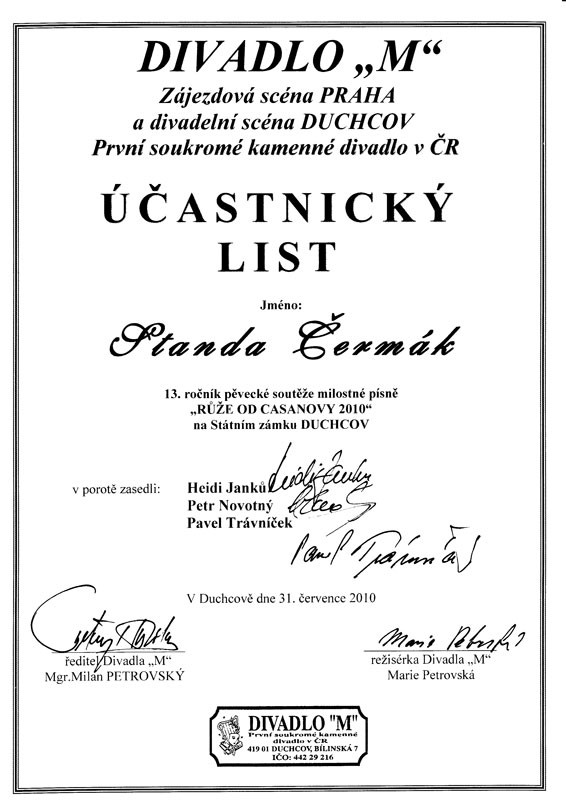 DIVADLO „M“
Zájezdová scéna PRAHA
a divadelní scéna DUCHCOV
První soukromé kamenné divadlo v ČR
ÚČASTNICKÝ
LIST
Jméno:
Standa Čermák
13. ročník pěvecké soutěže milostné písně
„RŮŽE OD CASANOVY 2010“
na Státním zámku DUCHCOV
v porotě zasedli:
Heidi Janků
Petr Novotný
Pavel Trávníček
Pavel Trávníček
V Duchcově dne 31. července 2010
ředitel Divadla „M“
Mgr.Milan PETROVSKÝ
režisérka Divadla „M“
Marie Petrovská
DIVADLO "M"
První soukromé kamenné
divadlo v ČR
419 01 DUCHCOV, BÍLINSKÁ 7
IČO: 442 29 216